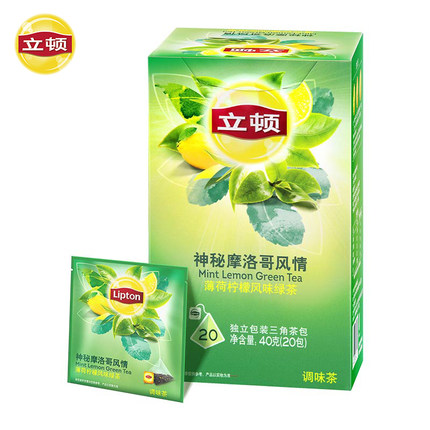 立顿
立顿
神秘摩洛哥风情
Mint Lemon Green Tea
薄荷柠檬风味绿茶
20
独立包装三角茶包
净含量: 40克(20包)
调味茶
Lipton
神秘摩洛哥风情
Mint Lemon Green Tea
薄荷柠檬风味绿茶
调味茶